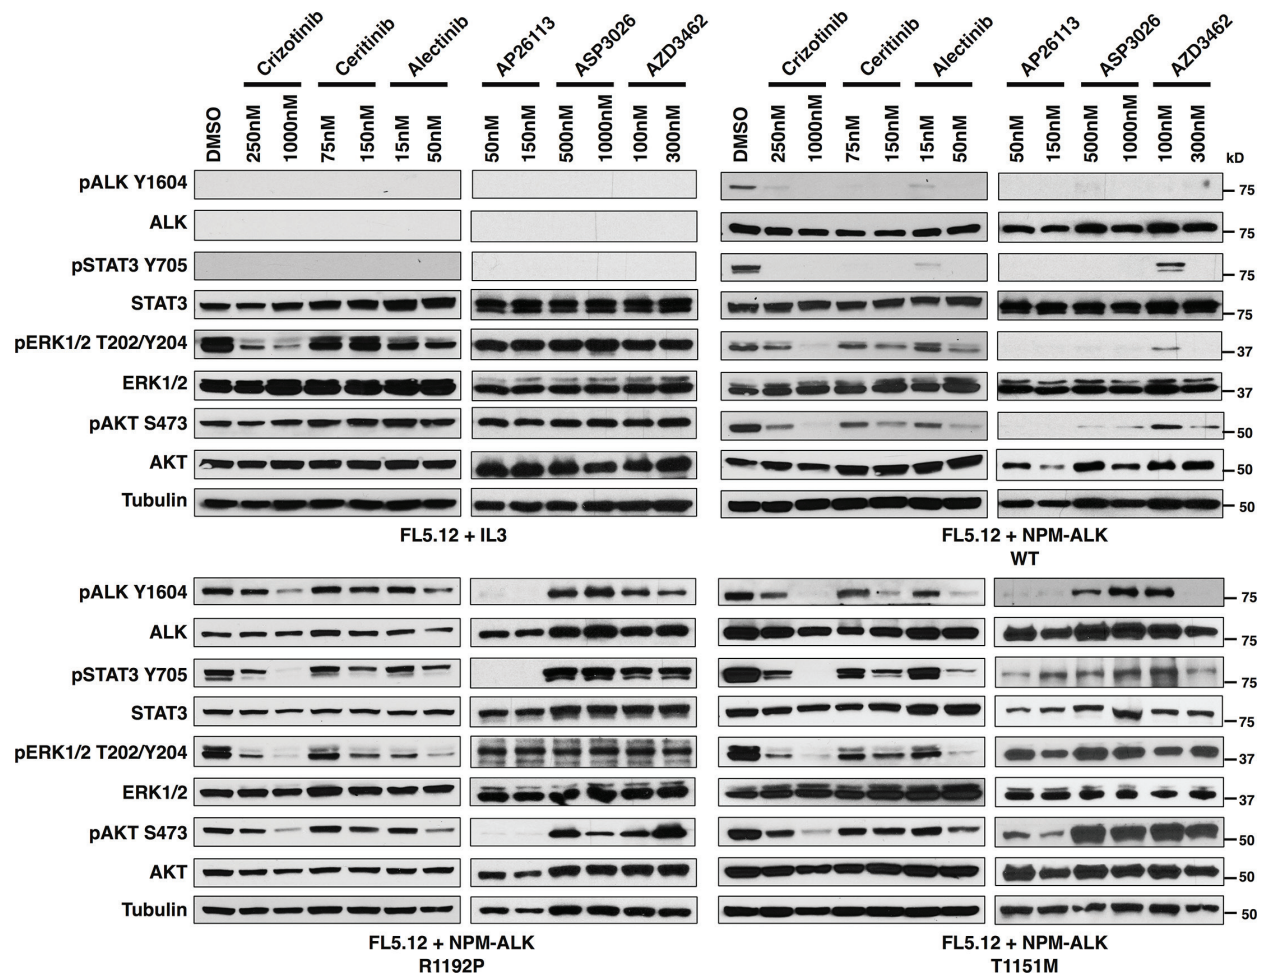 Crizotinib Ceritinib Alectinib AP26113 ASP3026 AZD3462 Crizotinib Ceritinib Alectinib AP26113 ASP3026 AZD3462
DMSO 250nM 1000nM 75nM 150nM 15nM 50nM 50nM 150nM 500nM 1000nM 100nM 300nM DMSO 250nM 1000nM 75nM 150nM 15nM 50nM 50nM 150nM 500nM 1000nM 100nM 300nM kD
pALK Y1604 75
ALK 75
pSTAT3 Y705 75
STAT3 75
pERK1/2 T202/Y204 37
ERK1/2 37
pAKT S473 50
AKT 50
Tubulin 50
FL5.12 + IL3 FL5.12 + NPM-ALK
WT
pALK Y1604 75
ALK 75
pSTAT3 Y705 75
STAT3 75
pERK1/2 T202/Y204 37
ERK1/2 37
pAKT S473 50
AKT 50
Tubulin 50
FL5.12 + NPM-ALK FL5.12 + NPM-ALK
R1192P T1151M